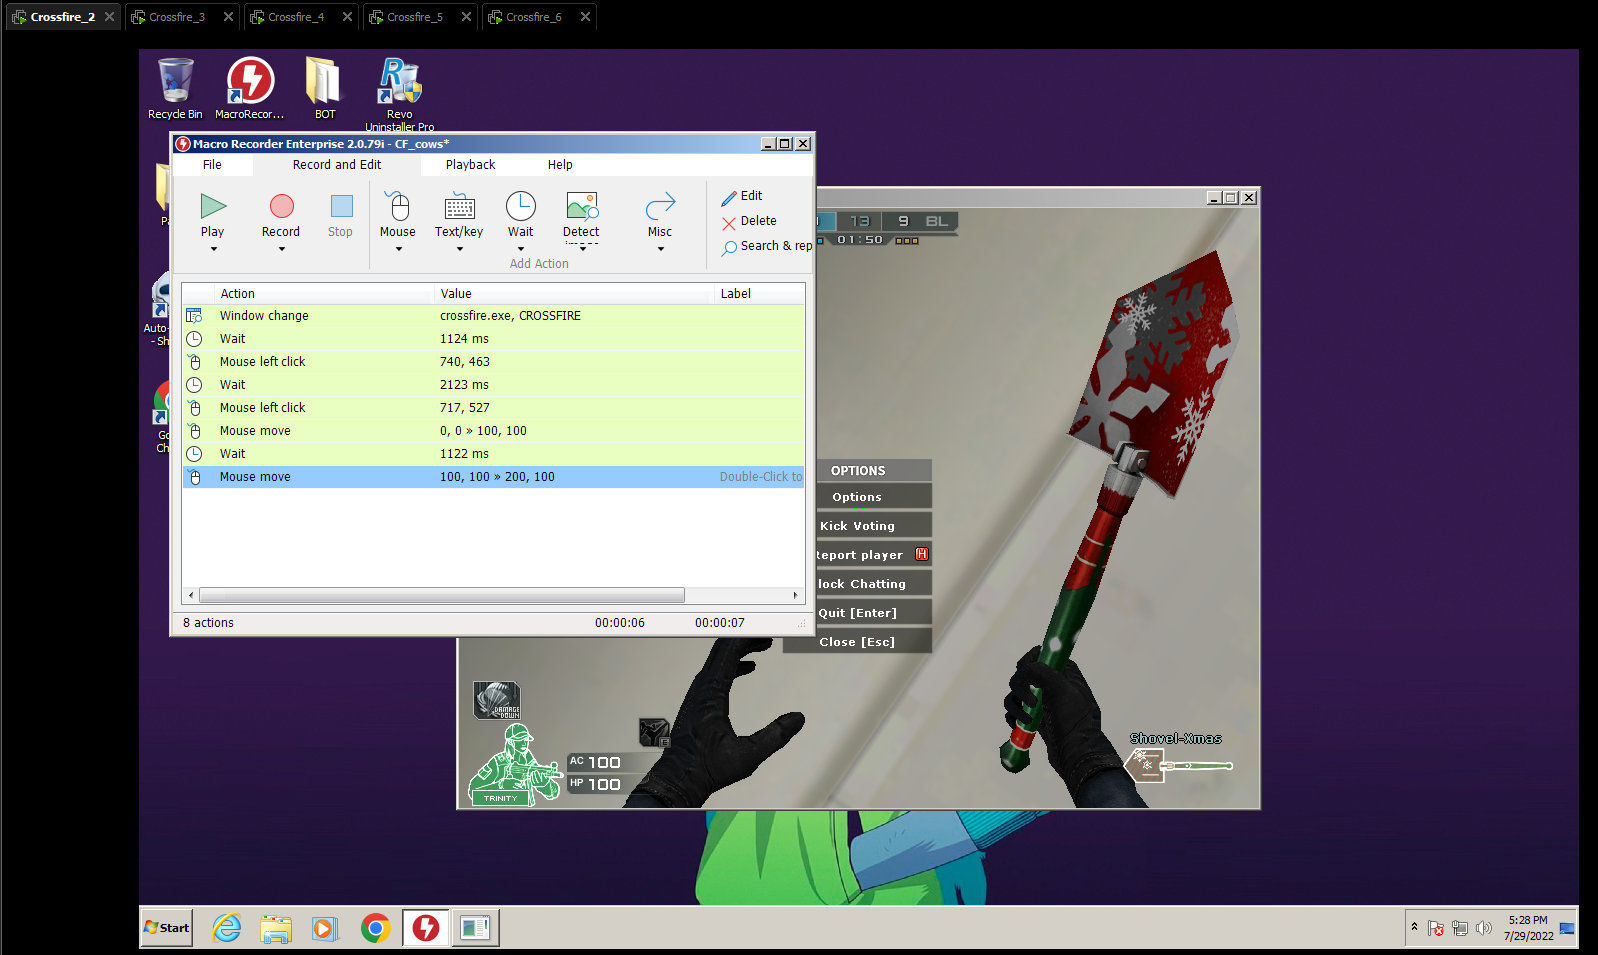 Crossfire_2
Crossfire_3
Crossfire_4
Crossfire_5
Crossfire_6
Recycle Bin
MacroRecor...
BOT
Revo
Uninstaller Pro
Macro Recorder Enterprise 2.0.79i - CF_cows*
File
Record and Edit
Playback
Help
Play
Record
Stop
Mouse
Text/key
Wait
Detect
Misc
Edit
Delete
Search & rep
Add Action
Action
Value
Label
Window change
crossfire.exe, CROSSFIRE
Wait
1124 ms
Mouse left click
740, 463
Wait
2123 ms
Mouse left click
717, 527
Mouse move
0, 0 » 100, 100
Wait
1122 ms
Mouse move
100, 100 » 200, 100
Double-Click to
8 actions
00:00:06
00:00:07
Auto-
- Sh
Go
Ch
13
9
BL
01:50
OPTIONS
Options
Kick Voting
Report player
H
lock Chatting
Quit [Enter]
Close [Esc]
DAMAGE
DOWN
TRINITY
AC 100
HP 100
E
Shovel-Xmas
Start
5:28 PM
7/29/2022